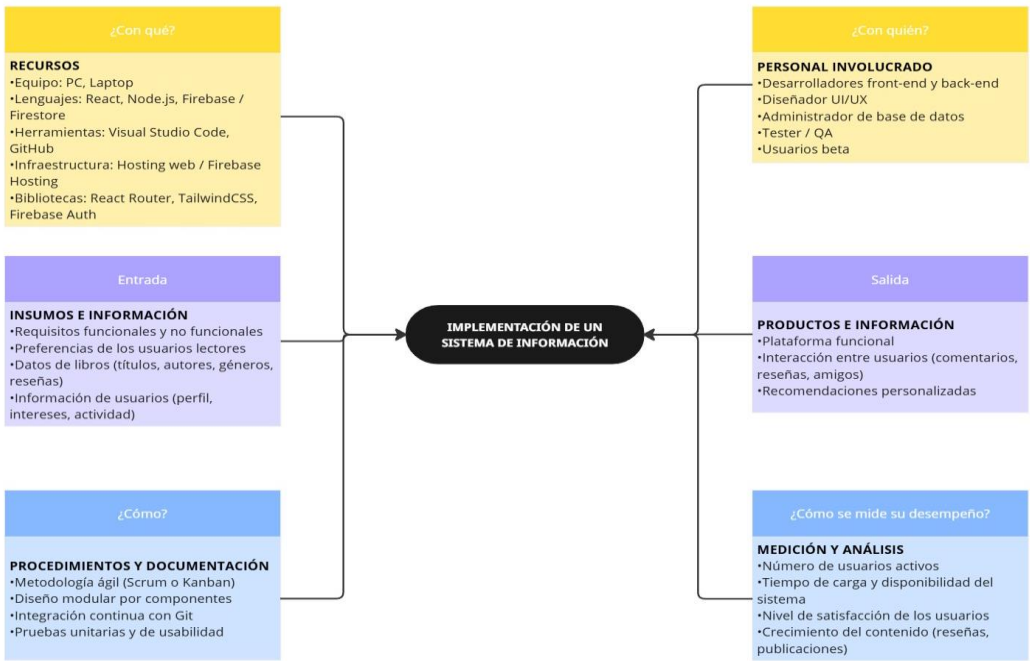 ¿Con qué?
RECURSOS
•Equipo: PC, Laptop
•Lenguajes: React, Node.js, Firebase /
Firestore
•Herramientas: Visual Studio Code,
GitHub
•Infraestructura: Hosting web / Firebase
Hosting
•Bibliotecas: React Router, TailwindCSS,
Firebase Auth
¿Con quién?
PERSONAL INVOLUCRADO
•Desarrolladores front-end y back-end
•Diseñador UI/UX
•Administrador de base de datos
•Tester / QA
•Usuarios beta
Entrada
INSUMOS E INFORMACIÓN
•Requisitos funcionales y no funcionales
•Preferencias de los usuarios lectores
•Datos de libros (títulos, autores, géneros,
reseñas)
•Información de usuarios (perfil,
intereses, actividad)
IMPLEMENTACIÓN DE UN
SISTEMA DE INFORMACIÓN
Salida
PRODUCTOS E INFORMACIÓN
•Plataforma funcional
•Interacción entre usuarios (comentarios,
reseñas, amigos)
•Recomendaciones personalizadas
¿Cómo?
PROCEDIMIENTOS Y DOCUMENTACIÓN
•Metodología ágil (Scrum o Kanban)
•Diseño modular por componentes
•Integración continua con Git
•Pruebas unitarias y de usabilidad
¿Cómo se mide su desempeño?
MEDICIÓN Y ANÁLISIS
•Número de usuarios activos
•Tiempo de carga y disponibilidad del
sistema
•Nivel de satisfacción de los usuarios
•Crecimiento del contenido (reseñas,
publicaciones)